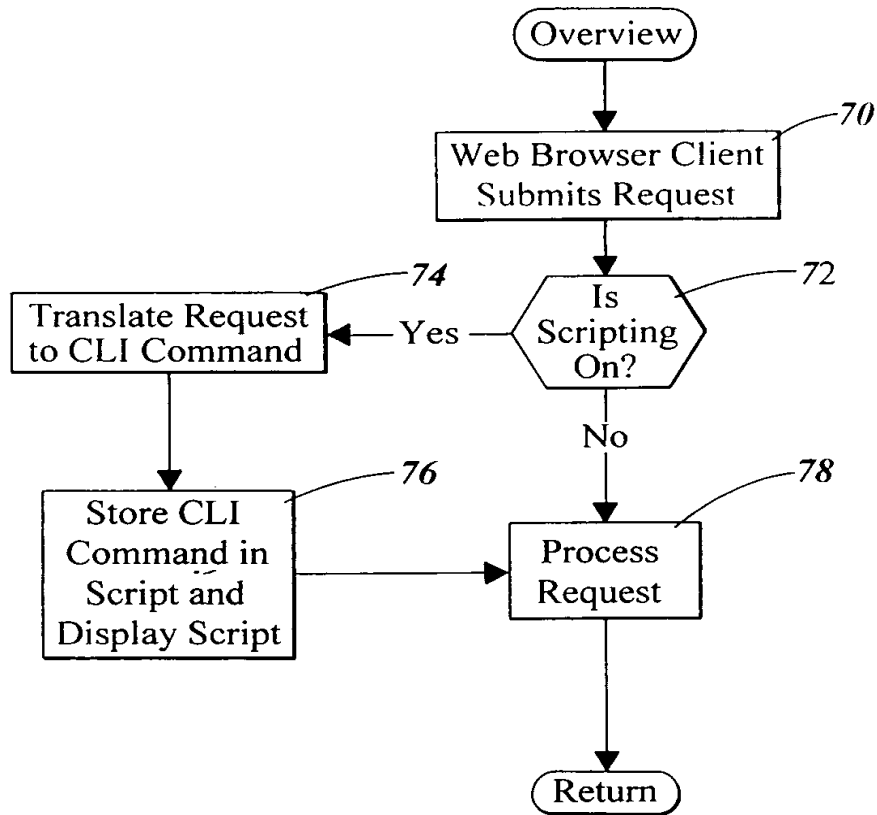 Overview
70
Web Browser Client
Submits Request
72
Is
Scripting
On?
Yes
74
Translate Request
to CLI Command
No
76
Store CLI
Command in
Script and
Display Script
78
Process
Request
Return